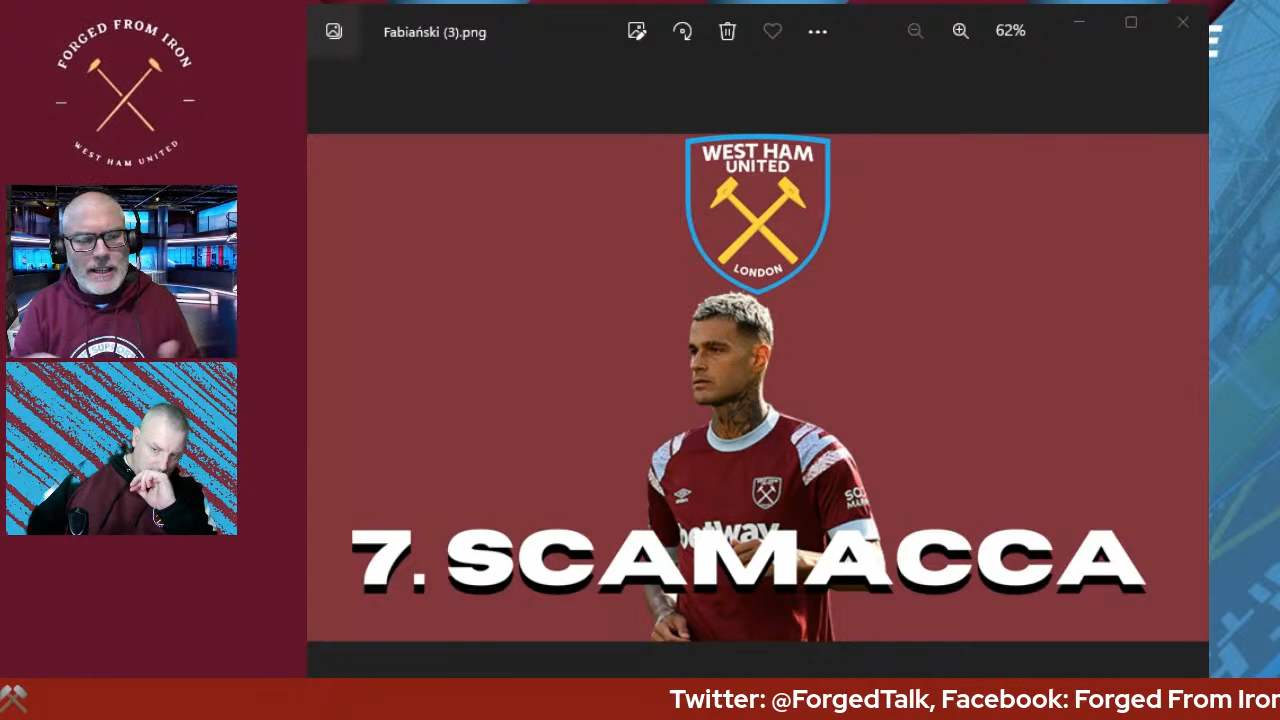 FORGED FROM IRON
WEST HAM UNITED
Fabiański (3).png
62%
WEST HAM
UNITED
LONDON
betway
7. SCAMACCA
Twitter: @ForgedTalk, Facebook: Forged From Iron